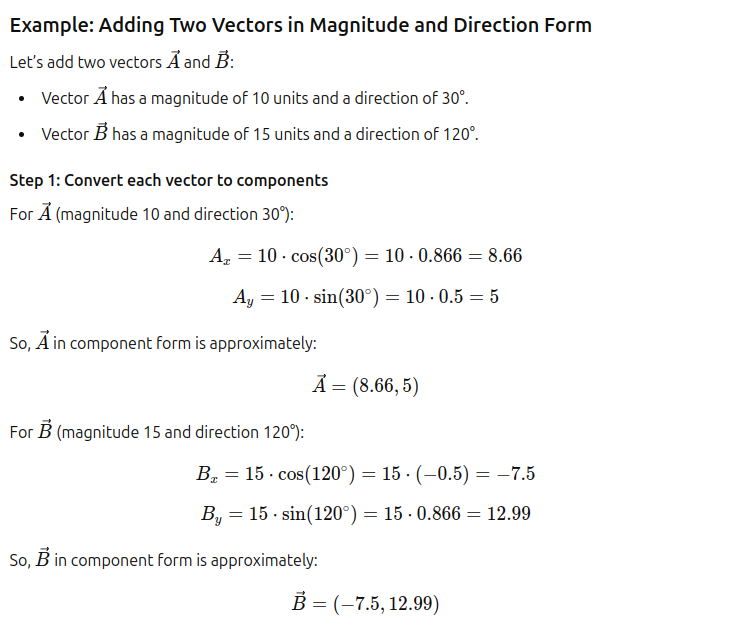 Example: Adding Two Vectors in Magnitude and Direction Form
Let’s add two vectors \(\vec{A}\) and \(\vec{B}\):
• Vector \(\vec{A}\) has a magnitude of 10 units and a direction of 30°.
• Vector \(\vec{B}\) has a magnitude of 15 units and a direction of 120°.
Step 1: Convert each vector to components
For \(\vec{A}\) (magnitude 10 and direction 30°):
\(A_x = 10 \cdot \cos(30^\circ) = 10 \cdot 0.866 = 8.66\)
\(A_y = 10 \cdot \sin(30^\circ) = 10 \cdot 0.5 = 5\)
So, \(\vec{A}\) in component form is approximately:
\(\vec{A} = (8.66, 5)\)
For \(\vec{B}\) (magnitude 15 and direction 120°):
\(B_x = 15 \cdot \cos(120^\circ) = 15 \cdot (-0.5) = -7.5\)
\(B_y = 15 \cdot \sin(120^\circ) = 15 \cdot 0.866 = 12.99\)
So, \(\vec{B}\) in component form is approximately:
\(\vec{B} = (-7.5, 12.99)\)